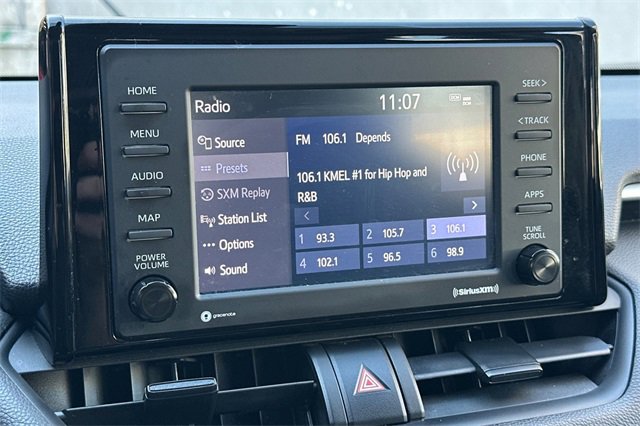 HOME
MENU
AUDIO
MAP
POWER
VOLUME
Radio
11:07
Source
Presets
SXM Replay
Station List
Options
Sound
FM 106.1 Depends
106.1 KMEL #1 for Hip Hop and
R&B
1 93.3 2 105.7 3 106.1
4 102.1 5 96.5 6 98.9
SEEK >
< TRACK
PHONE
APPS
TUNE
SCROLL
gracenote
((SiriusXM))